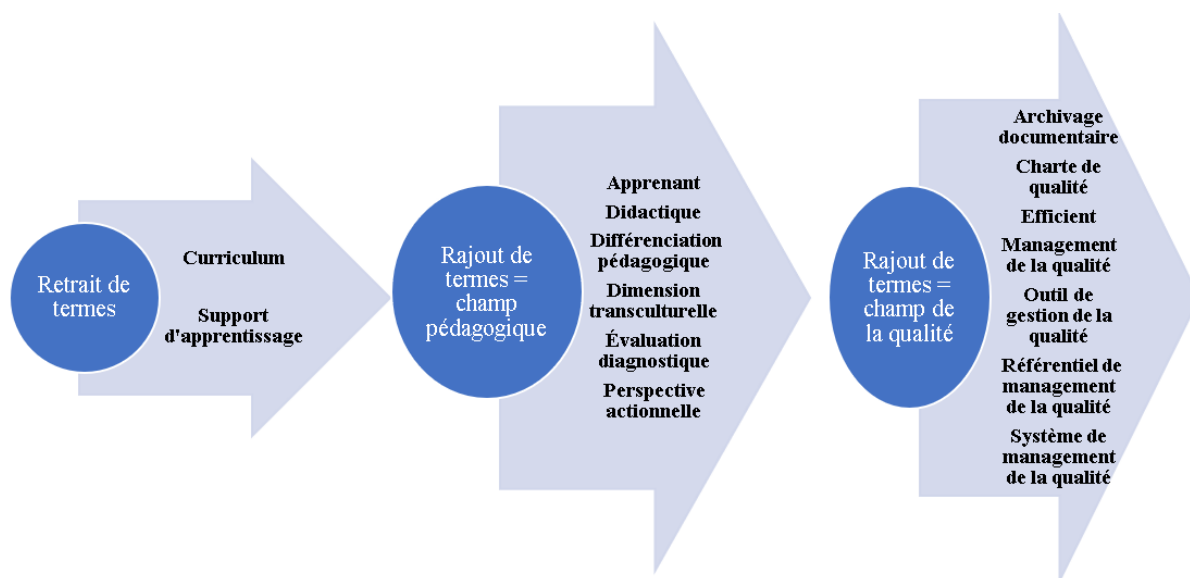 Retrait de
termes
Curriculum
Support
d'apprentissage
Rajout de
termes =
champ
pédagogique
Apprenant
Didactique
Différenciation
pédagogique
Dimension
transculturelle
Évaluation
diagnostique
Perspective
actionnelle
Rajout de
termes =
champ de
la qualité
Archivage
documentaire
Charte de
qualité
Efficient
Management
de la qualité
Outil de
gestion de la
qualité
Référentiel de
management
de la qualité
Système de
management
de la qualité